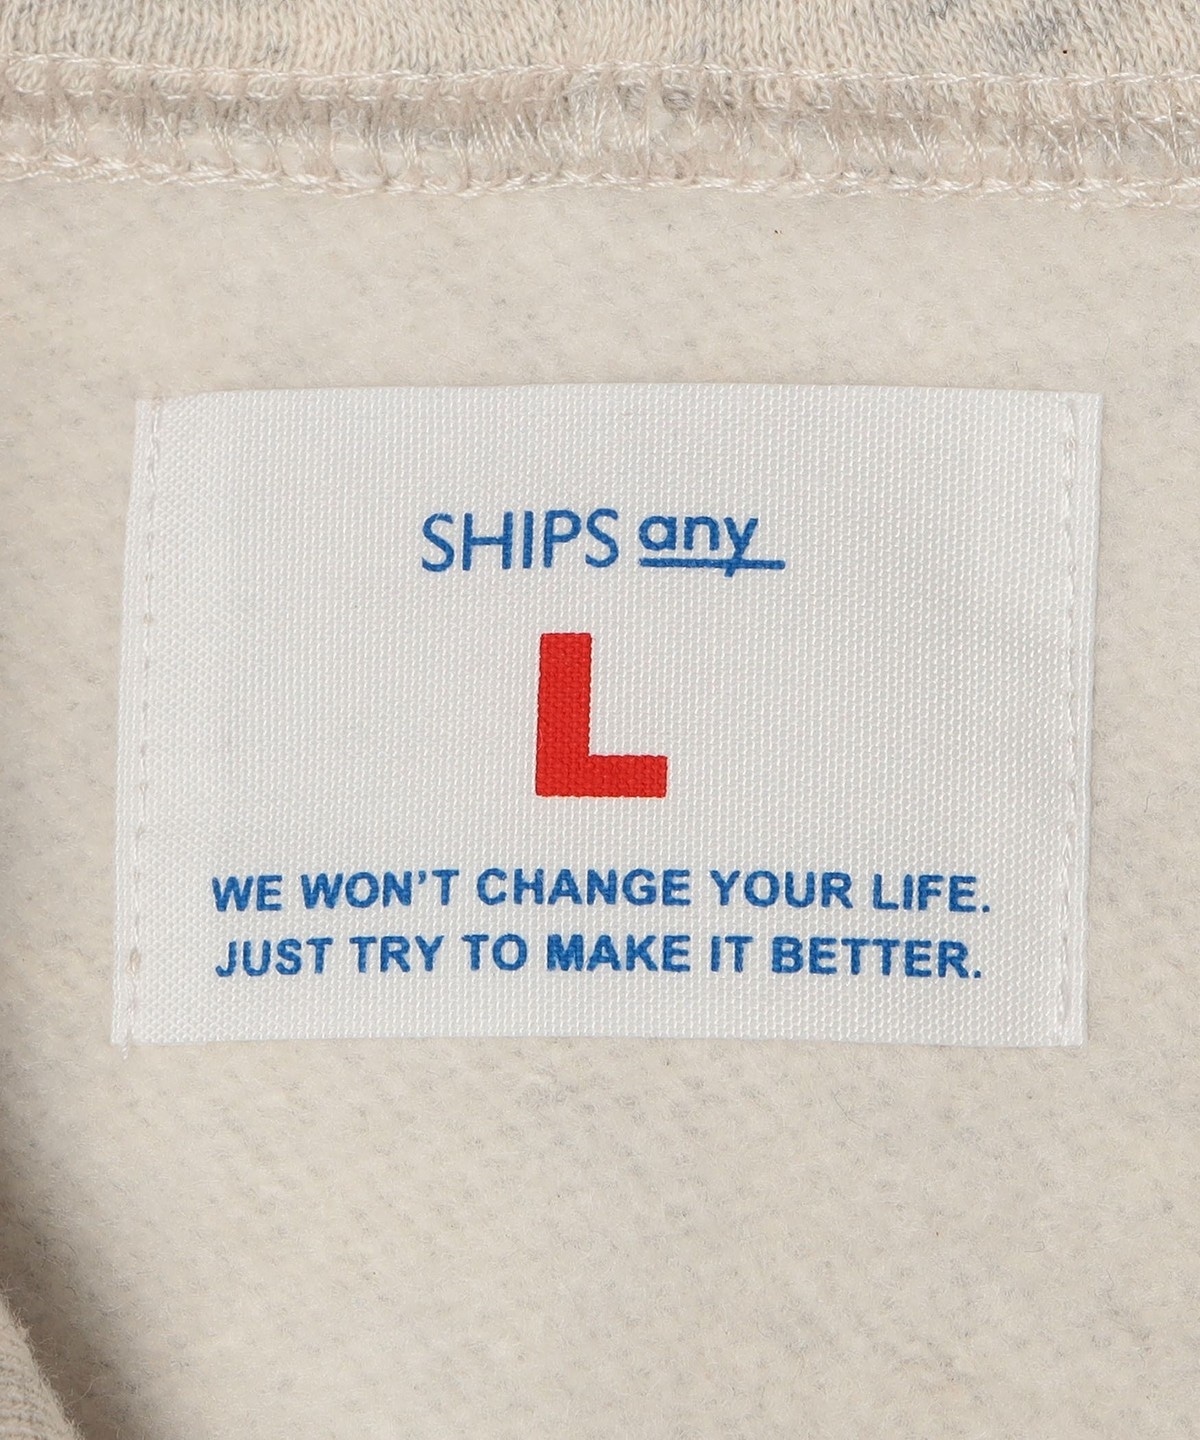 SHIPS any
L
WE WON'T CHANGE YOUR LIFE.
JUST TRY TO MAKE IT BETTER.